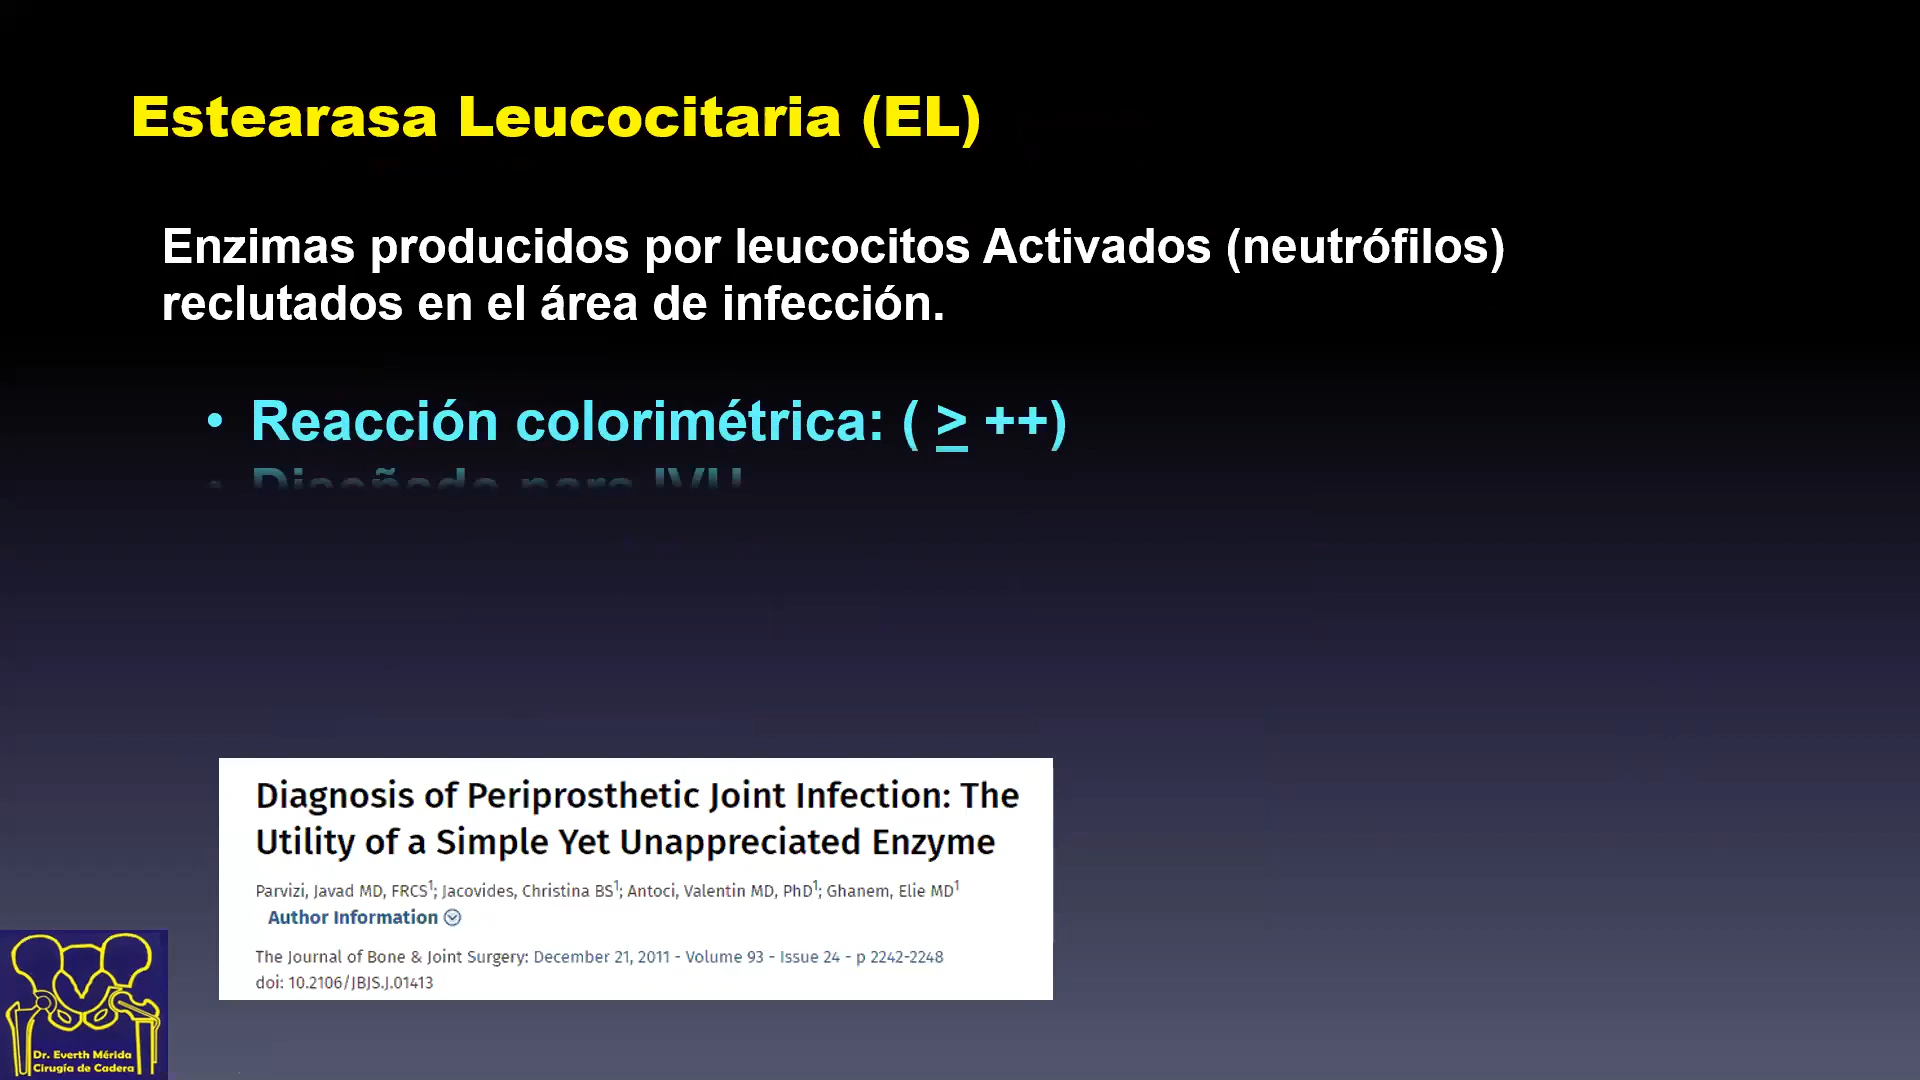 Estearasa Leucocitaria (EL)
Enzimas producidos por leucocitos Activados (neutrófilos)
reclutados en el área de infección.
• Reacción colorimétrica: ( ≥ ++)
• Diseñado para IVU
Diagnosis of Periprosthetic Joint Infection: The
Utility of a Simple Yet Unappreciated Enzyme
Parvizi, Javad MD, FRCS1; Jacovides, Christina BS1; Antoci, Valentin MD, PhD1; Ghanem, Elie MD1
Author Information
The Journal of Bone & Joint Surgery: December 21, 2011 - Volume 93 - Issue 24 - p 2242-2248
doi: 10.2106/JBJS.J.01413
Dr. Everth Mérida
Cirugía de Cadera